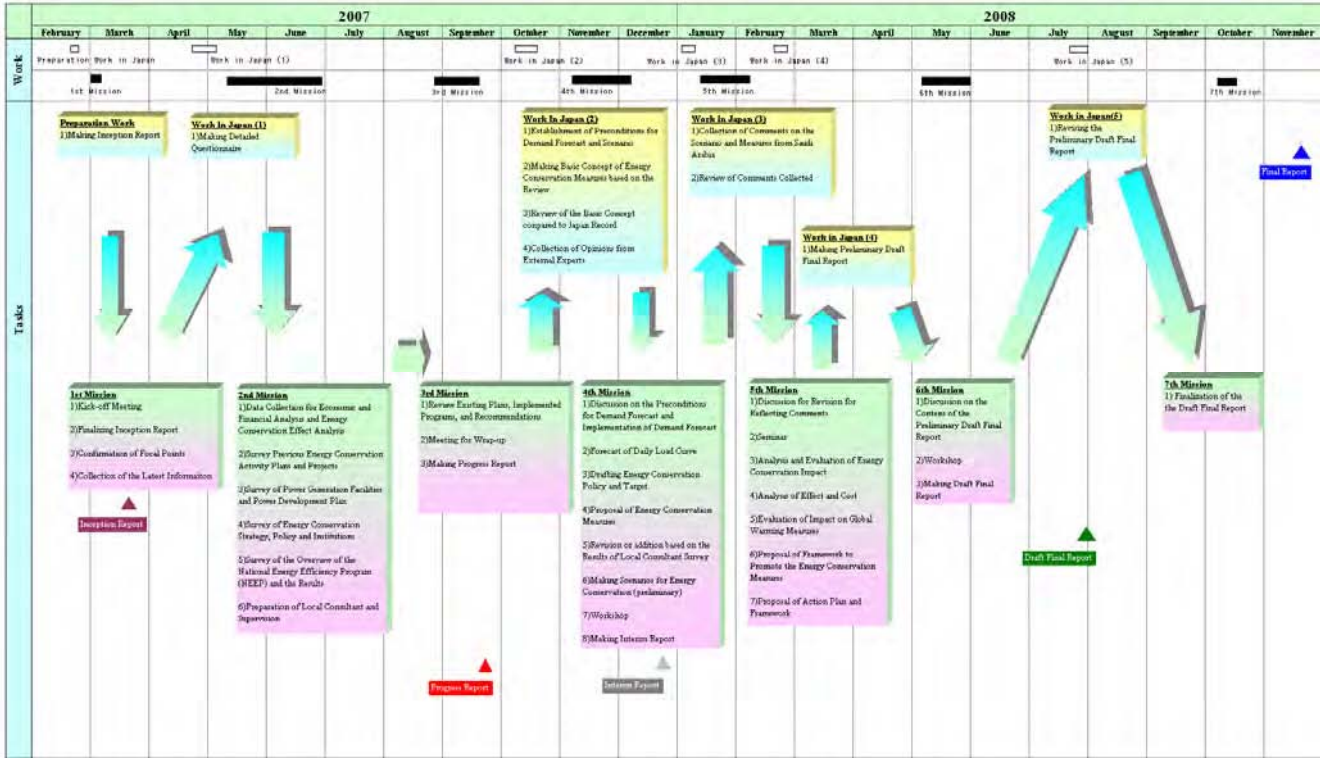 2007
2008
February March April May June July August September October November December January February March April May June July August September October November
Work
Preparation Work in Japan
Work in Japan (1)
Work in Japan (2)
Work in Japan (3)
Work in Japan (4)
Work in Japan (5)
1st Mission
2nd Mission
3rd Mission
4th Mission
5th Mission
6th Mission
7th Mission
Tasks
Preparation Work
1)Making Inception Report
Work In Japan (1)
1)Making Detailed
Questionnaire
Work In Japan (2)
1)Establishment of Preconditions for
Demand Forecast and Scenario
2)Making Basic Concept of Energy
Conservation Measures based on the
Review
3)Review of the Basic Concept
compared to Japan Record
4)Collection of Opinions from
External Experts
Work In Japan (3)
1)Collection of Comments on the
Scenario and Measures from Saudi
Arabia
2)Review of Comments Collected
Work in Japan (4)
1)Making Preliminary Draft
Final Report
Work in Japan(5)
1)Revising the
Preliminary Draft Final
Report
Final Report
1st Mission
1)Kick-off Meeting
2)Finalizing Inception Report
3)Confirmation of Focal Points
4)Collection of the Latest Information
Inception Report
2nd Mission
1)Data Collection for Economic and
Financial Analysis and Energy
Conservation Effect Analysis
2)Survey Previous Energy Conservation
Activity Plans and Projects
3)Survey of Power Generation Facilities
and Power Development Plan
4)Survey of Energy Conservation
Strategy, Policy and Institutions
5)Survey of the Overview of the
National Energy Efficiency Program
(NEEP) and the Results
6)Preparation of Local Consultant and
Supervision
3rd Mission
1)Review Existing Plans, Implemented
Programs, and Recommendations
2)Meeting for Wrap-up
3)Making Progress Report
Progress Report
4th Mission
1)Discussion on the Preconditions
for Demand Forecast and
Implementation of Demand Forecast
2)Forecast of Daily Load Curve
3)Drafting Energy Conservation
Policy and Target
4)Proposal of Energy Conservation
Measures
5)Revision or addition based on the
Results of Local Consultant Survey
6)Making Scenarios for Energy
Conservation (preliminary)
7)Workshop
8)Making Interim Report
Interim Report
5th Mission
1)Discussion for Revision for
Reflecting Comments
2)Seminar
3)Analysis and Evaluation of Energy
Conservation Impact
4)Analysis of Effect and Cost
5)Evaluation of Impact on Global
Warming Measures
6)Proposal of Framework to
Promote the Energy Conservation
Measures
7)Proposal of Action Plan and
Framework
6th Mission
1)Discussion on the
Content of the
Preliminary Draft Final
Report
2)Workshop
3)Making Draft Final
Report
Draft Final Report
7th Mission
1) Finalization of the
the Draft Final Report